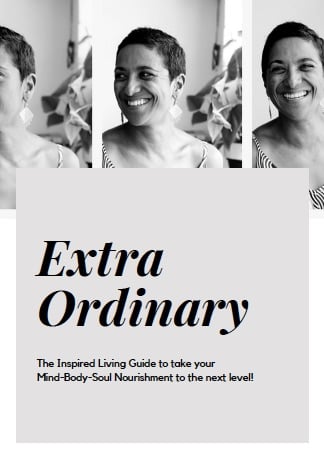 Extra
Ordinary
The Inspired Living Guide to take your
Mind-Body-Soul Nourishment to the next level!